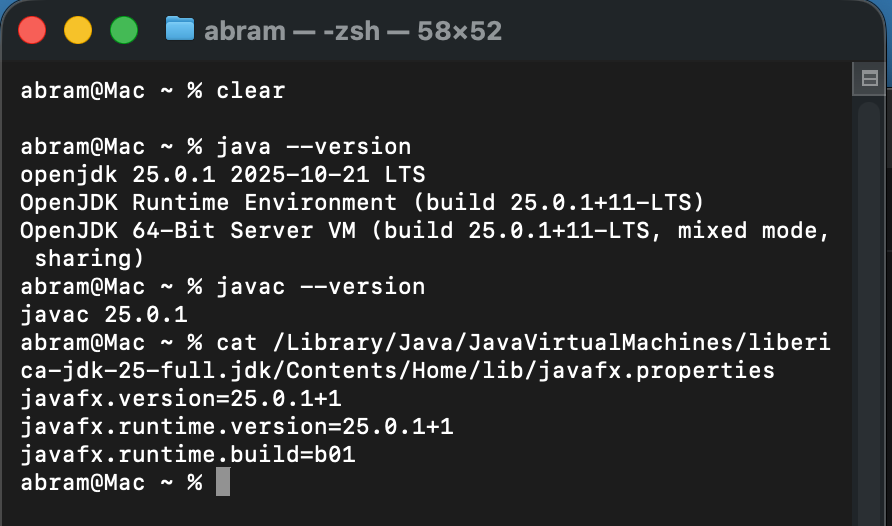 abram — -zsh — 58×52
abram@Mac ~ % clear
abram@Mac ~ % java --version
openjdk 25.0.1 2025-10-21 LTS
OpenJDK Runtime Environment (build 25.0.1+11-LTS)
OpenJDK 64-Bit Server VM (build 25.0.1+11-LTS, mixed mode,
 sharing)
abram@Mac ~ % javac --version
javac 25.0.1
abram@Mac ~ % cat /Library/Java/JavaVirtualMachines/liberi
ca-jdk-25-full.jdk/Contents/Home/lib/javafx.properties
javafx.version=25.0.1+1
javafx.runtime.version=25.0.1+1
javafx.runtime.build=b01
abram@Mac ~ %